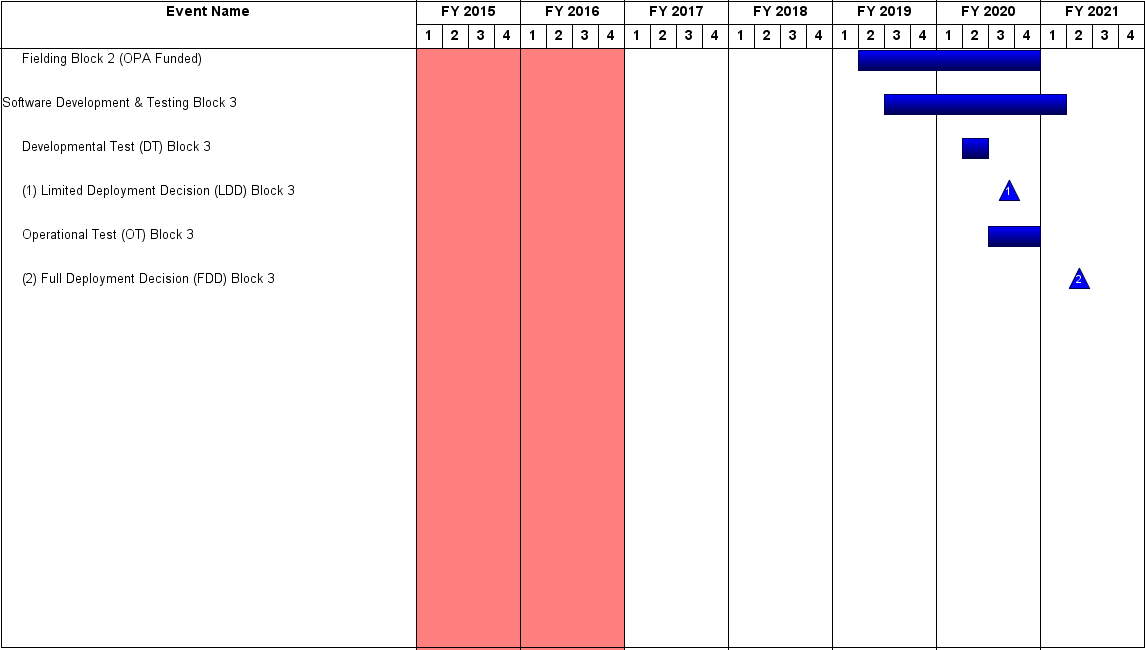 Event Name FY 2015 FY 2016 FY 2017 FY 2018 FY 2019 FY 2020 FY 2021
1 2 3 4 1 2 3 4 1 2 3 4 1 2 3 4 1 2 3 4 1 2 3 4 1 2 3 4
Fielding Block 2 (OPA Funded)
Software Development & Testing Block 3
Developmental Test (DT) Block 3
(1) Limited Deployment Decision (LDD) Block 3 1
Operational Test (OT) Block 3
(2) Full Deployment Decision (FDD) Block 3 2